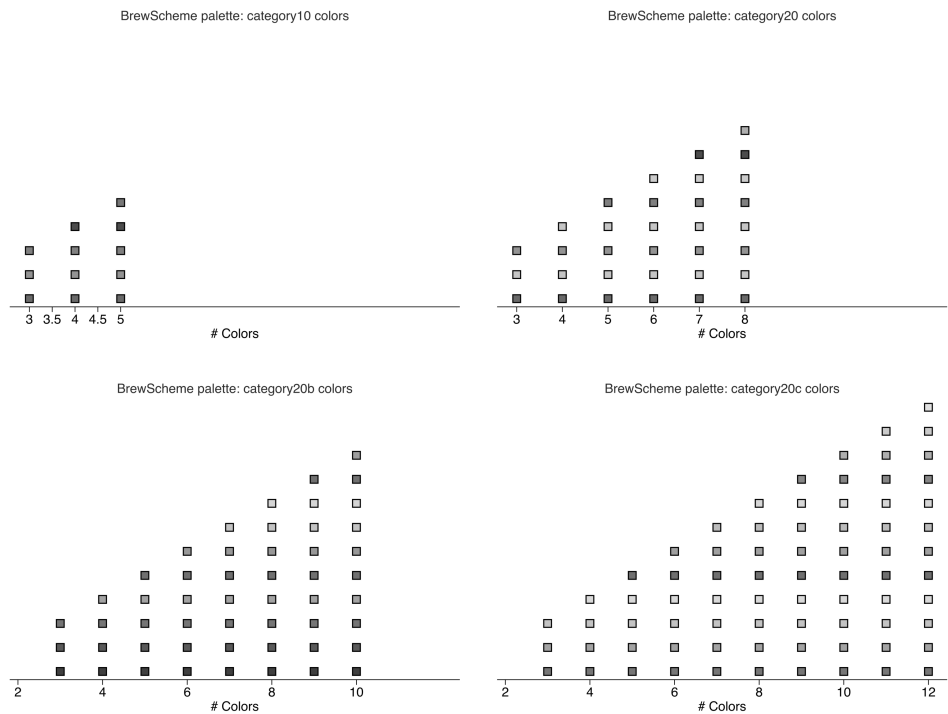 BrewScheme palette: category10 colors
3 3.5 4 4.5 5
# Colors
BrewScheme palette: category20 colors
3 4 5 6 7 8
# Colors
BrewScheme palette: category20b colors
2 4 6 8 10
# Colors
BrewScheme palette: category20c colors
2 4 6 8 10 12
# Colors